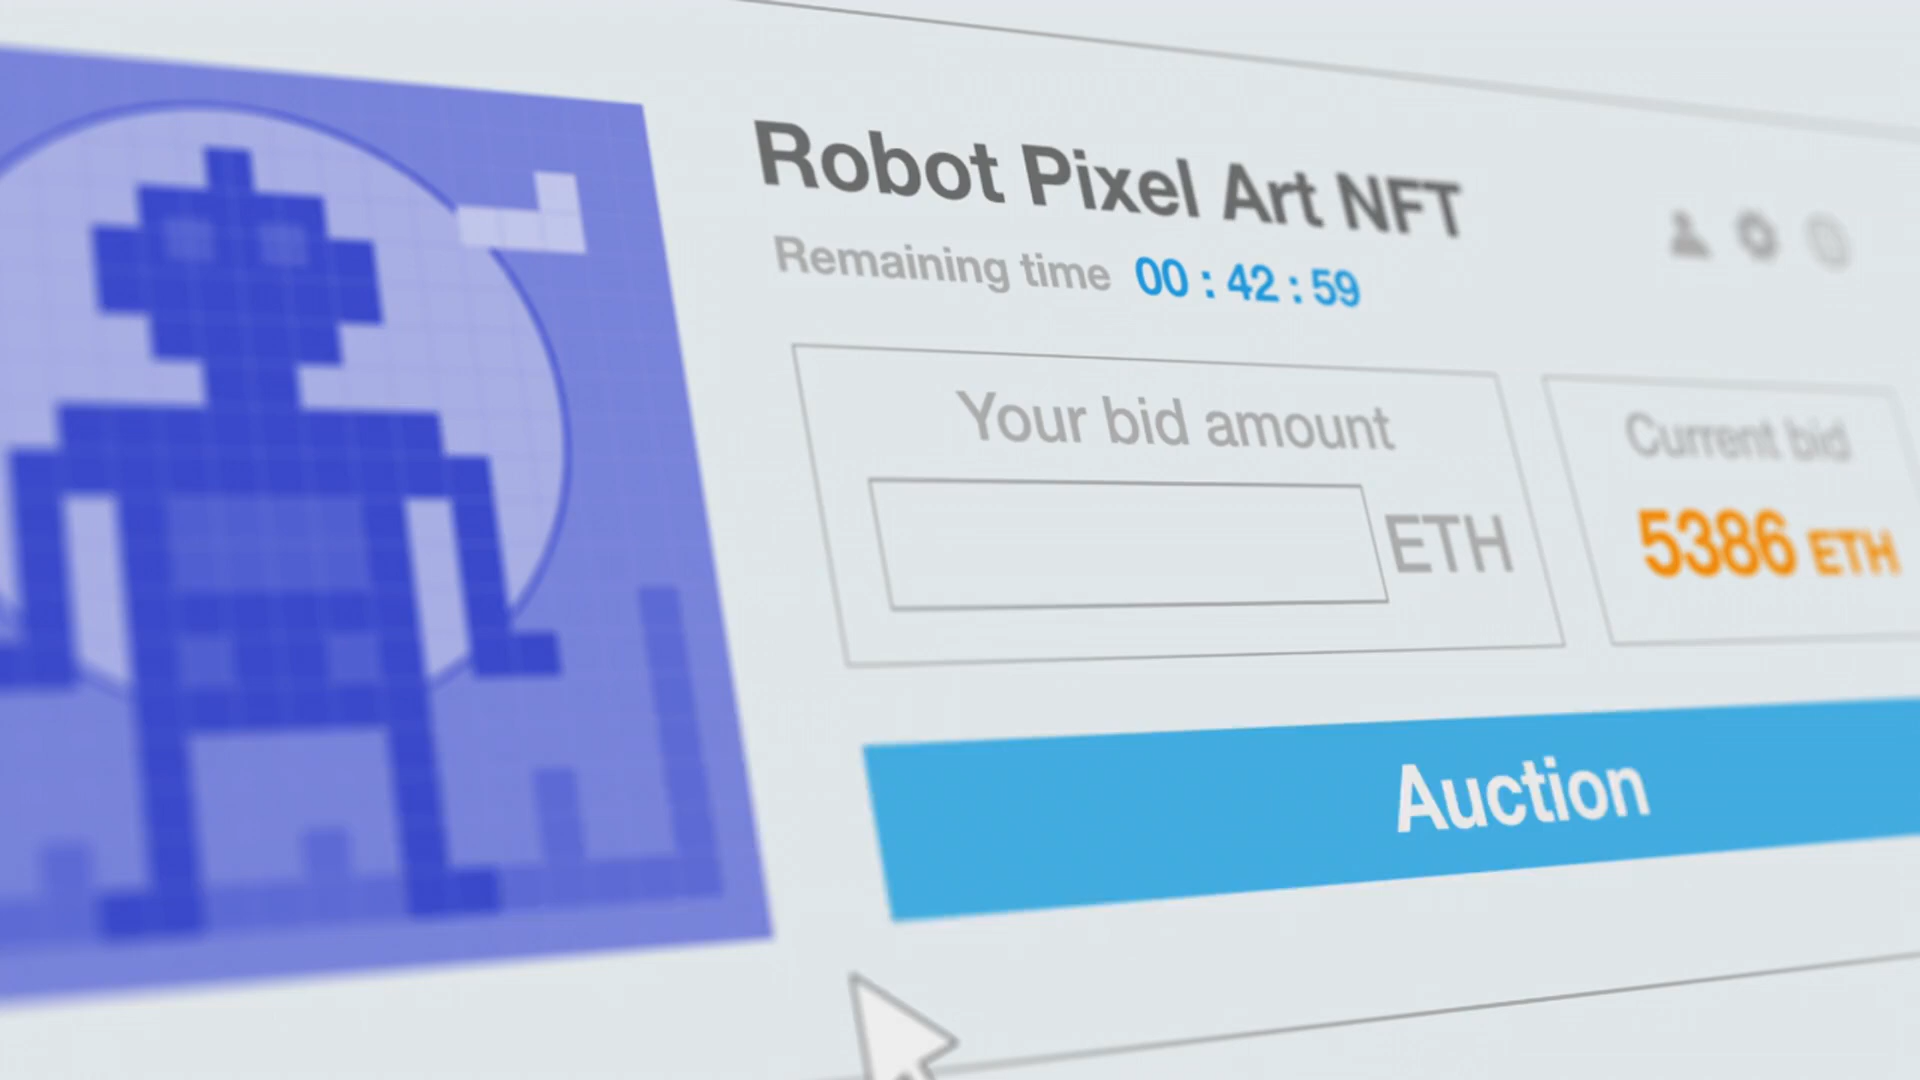 Robot Pixel Art NFT
Remaining time 00 : 42 : 59
Your bid amount
ETH
Current bid
5386 ETH
Auction